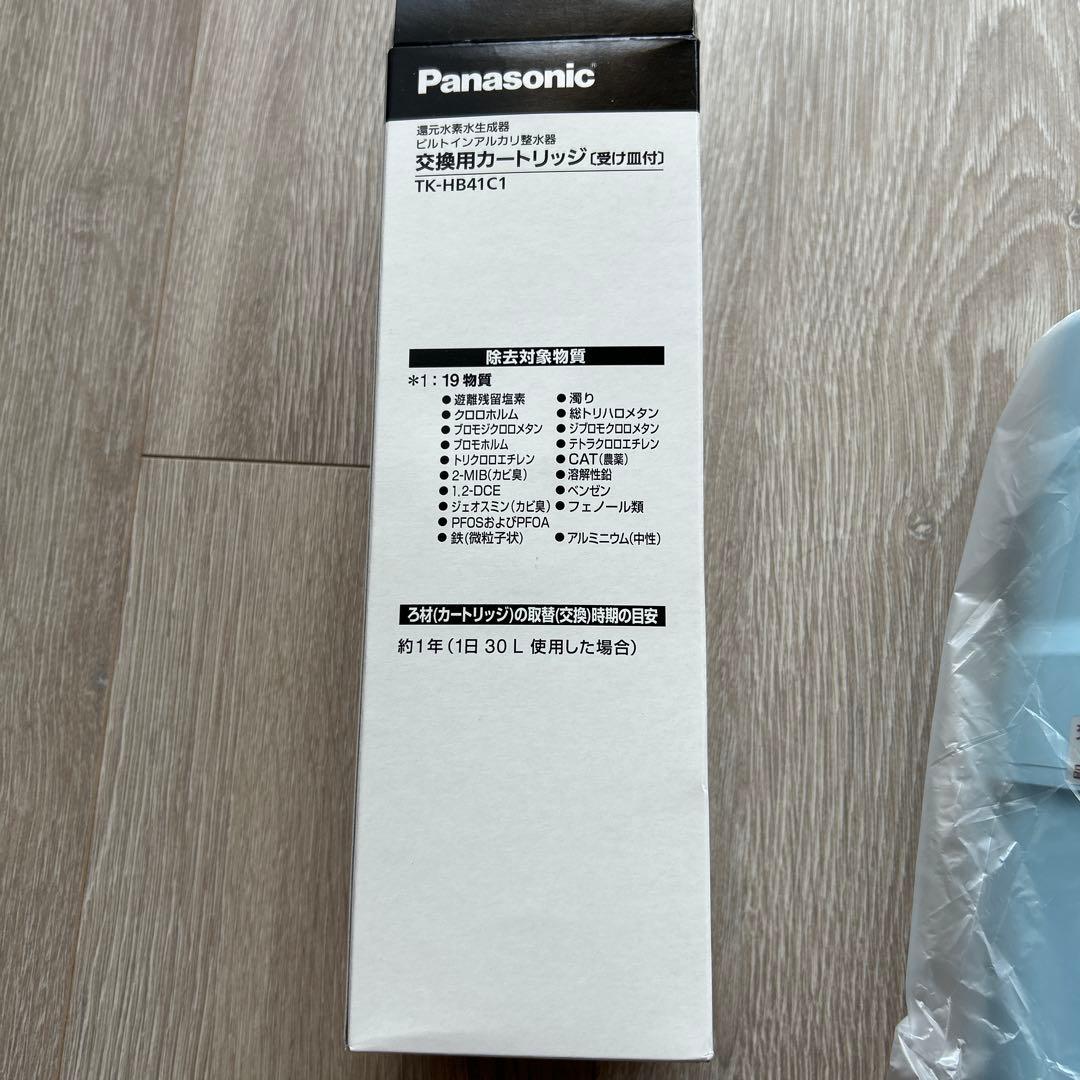 Panasonic
還元水素水生成器
ビルトインアルカリ整水器
交換用カートリッジ〔受け皿付〕
TK-HB41C1
除去対象物質
*1：19物質
●遊離残留塩素 ●濁り
●クロロホルム ●総トリハロメタン
●ブロモジクロロメタン ●ジブロモクロロメタン
●ブロモホルム ●テトラクロロエチレン
●トリクロロエチレン ●CAT(農薬)
●2-MIB(カビ臭) ●溶解性鉛
●1,2-DCE ●ベンゼン
●ジェオスミン(カビ臭) ●フェノール類
●PFOSおよびPFOA
●鉄(微粒子状) ●アルミニウム(中性)
ろ材(カートリッジ)の取替(交換)時期の目安
約1年(1日 30 L 使用した場合)